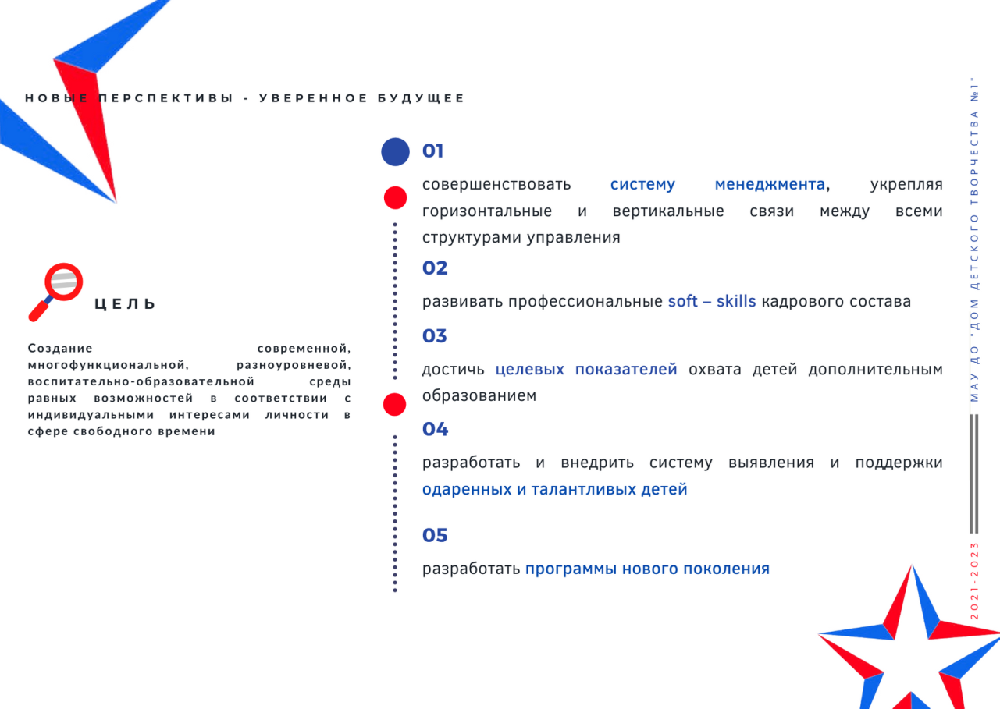 НОВЫЕ ПЕРСПЕКТИВЫ - УВЕРЕННОЕ БУДУЩЕЕ
ЦЕЛЬ
Создание современной,
многофункциональной, разноуровневой,
воспитательно-образовательной среды
равных возможностей в соответствии с
индивидуальными интересами личности в
сфере свободного времени
01
совершенствовать систему менеджмента, укрепляя
горизонтальные и вертикальные связи между всеми
структурами управления
02
развивать профессиональные soft – skills кадрового состава
03
достичь целевых показателей охвата детей дополнительным
образованием
04
разработать и внедрить систему выявления и поддержки
одаренных и талантливых детей
05
разработать программы нового поколения
МАУ ДО "ДОМ ДЕТСКОГО ТВОРЧЕСТВА №1"
2021-2023